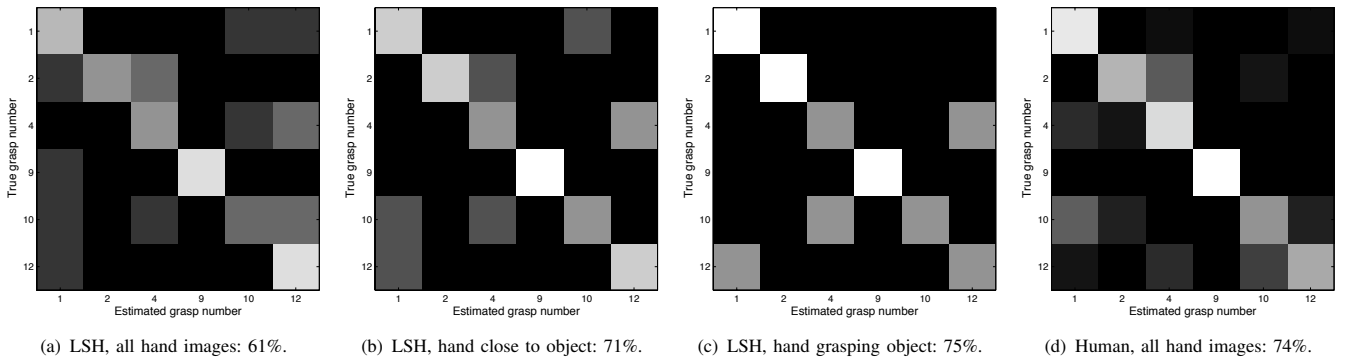 True grasp number
1
2
4
9
10
12
1 2 4 9 10 12
Estimated grasp number
(a) LSH, all hand images: 61%.
True grasp number
1
2
4
9
10
12
1 2 4 9 10 12
Estimated grasp number
(b) LSH, hand close to object: 71%.
True grasp number
1
2
4
9
10
12
1 2 4 9 10 12
Estimated grasp number
(c) LSH, hand grasping object: 75%.
True grasp number
1
2
4
9
10
12
1 2 4 9 10 12
Estimated grasp number
(d) Human, all hand images: 74%.